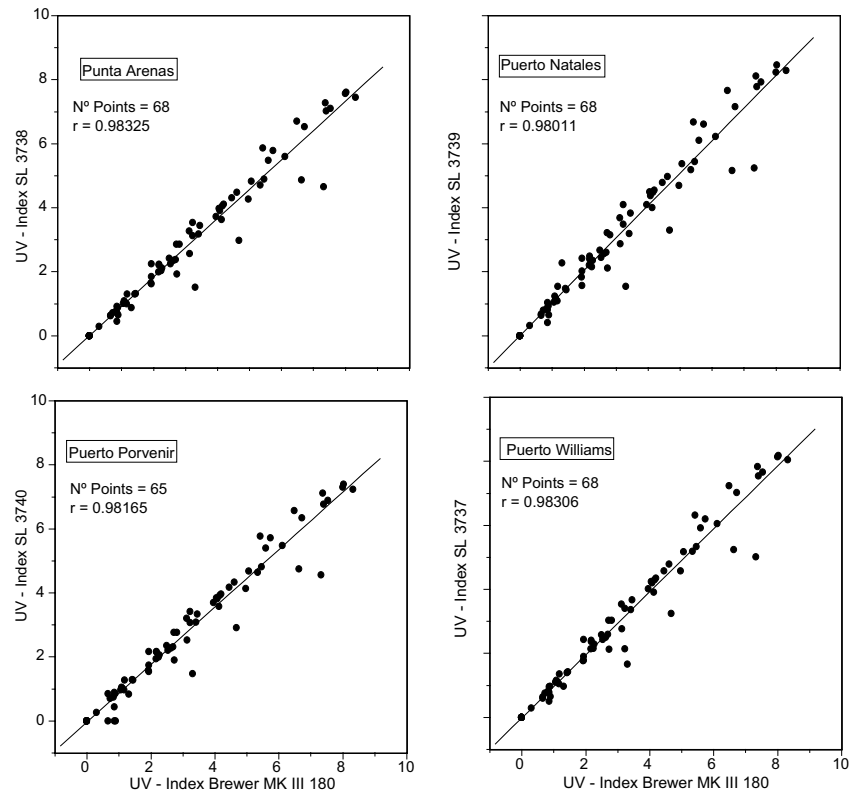 10
8
6
4
2
0
UV - Index SL 3738
Punta Arenas
Nº Points = 68
r = 0.98325
UV - Index SL 3739
Puerto Natales
Nº Points = 68
r = 0.98011
10
8
6
4
2
0
UV - Index SL 3740
Puerto Porvenir
Nº Points = 65
r = 0.98165
0 2 4 6 8 10
UV - Index Brewer MK III 180
UV - Index SL 3737
Puerto Williams
Nº Points = 68
r = 0.98306
0 2 4 6 8 10
UV - Index Brewer MK III 180